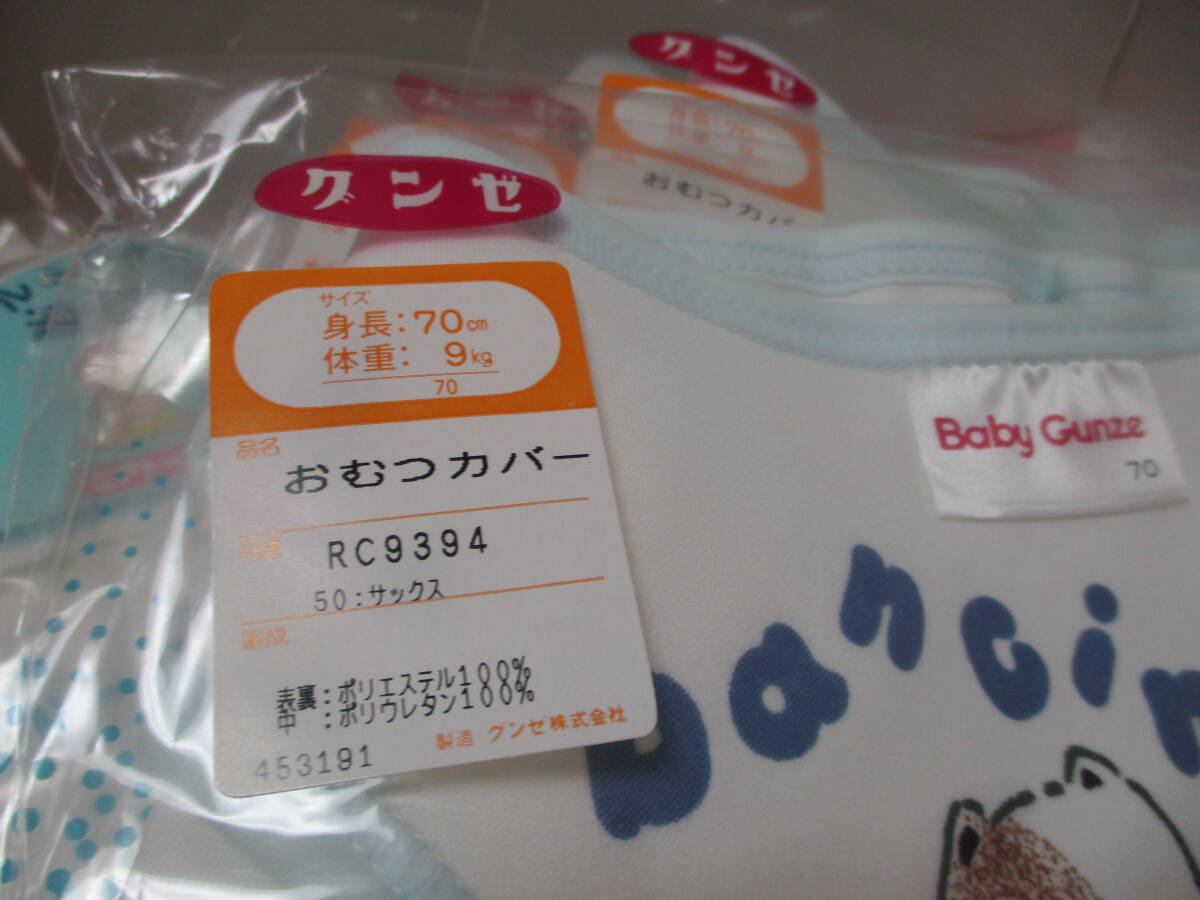 グンゼ
身長:70
おむつカバー
グンゼ
サイズ
身長:70cm
体重: 9kg
70
品名
おむつカバー
記番
RC9394
50:サックス
組成
表裏:ポリエステル100%
中 :ポリウレタン100%
製造 グンゼ株式会社
453191
Baby Gunze
70
Dancin